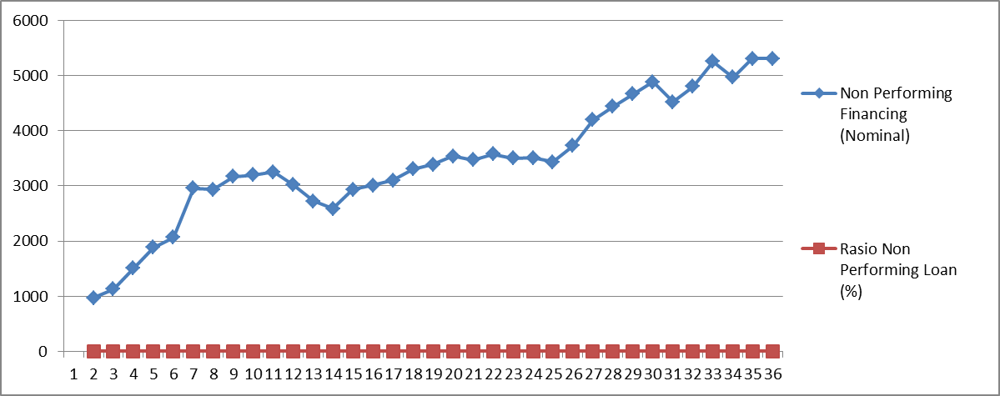 6000
5000
4000
3000
2000
1000
0
1 2 3 4 5 6 7 8 9 10 11 12 13 14 15 16 17 18 19 20 21 22 23 24 25 26 27 28 29 30 31 32 33 34 35 36
Non Performing
Financing
(Nominal)
Rasio Non
Performing Loan
(%)